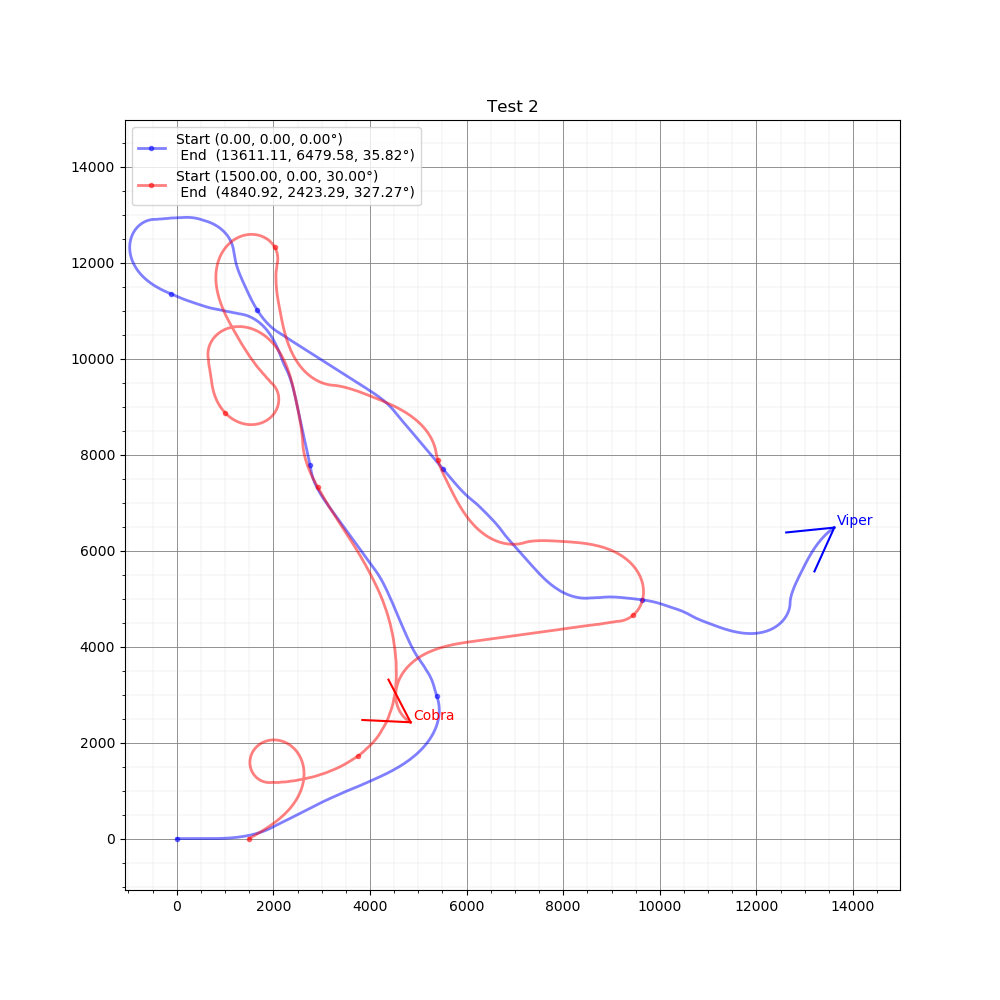 Test 2
Start (0.00, 0.00, 0.00°)
End (13611.11, 6479.58, 35.82°)
Start (1500.00, 0.00, 30.00°)
End (4840.92, 2423.29, 327.27°)
14000
12000
10000
8000
6000
4000
2000
0
Viper
Cobra
0 2000 4000 6000 8000 10000 12000 14000